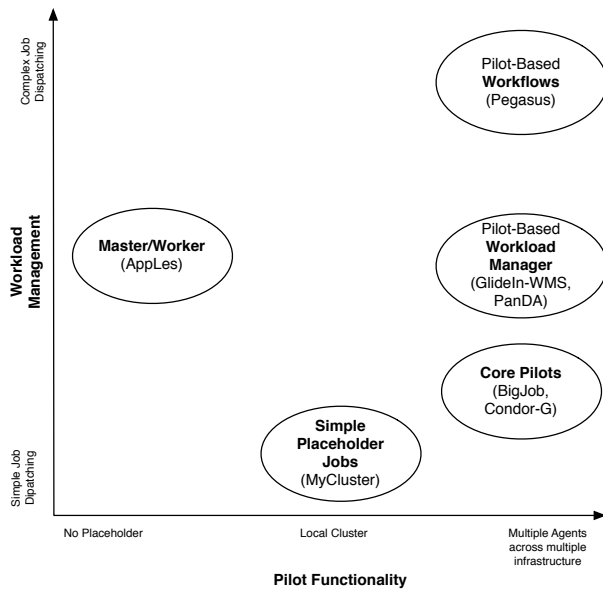 Complex Job
Dispatching
Pilot-Based
Workflows
(Pegasus)
Workload
Management
Master/Worker
(AppLes)
Pilot-Based
Workload
Manager
(GlideIn-WMS,
PanDA)
Core Pilots
(BigJob,
Condor-G)
Simple
Placeholder
Jobs
(MyCluster)
Simple Job
Dipatching
No Placeholder
Local Cluster
Multiple Agents
across multiple
infrastructure
Pilot Functionality